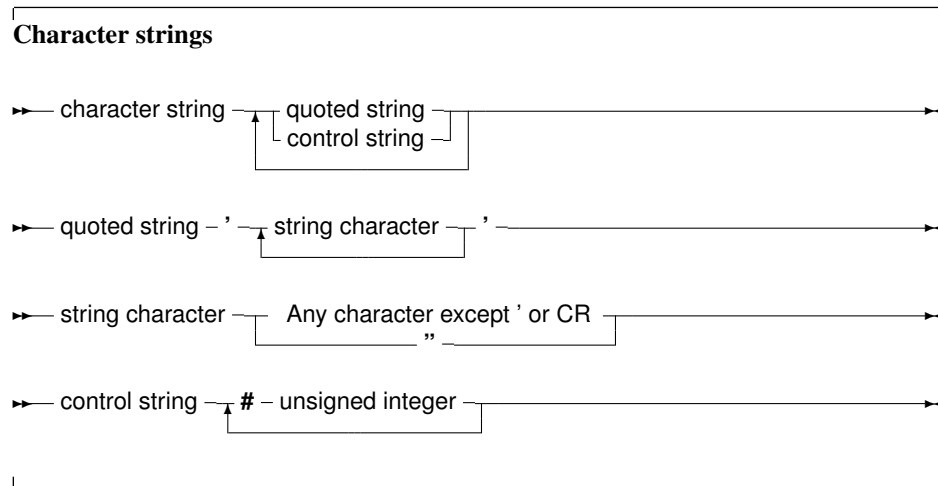 Character strings
character string quoted string
control string
quoted string ' string character '
string character Any character except ' or CR
''
control string # unsigned integer